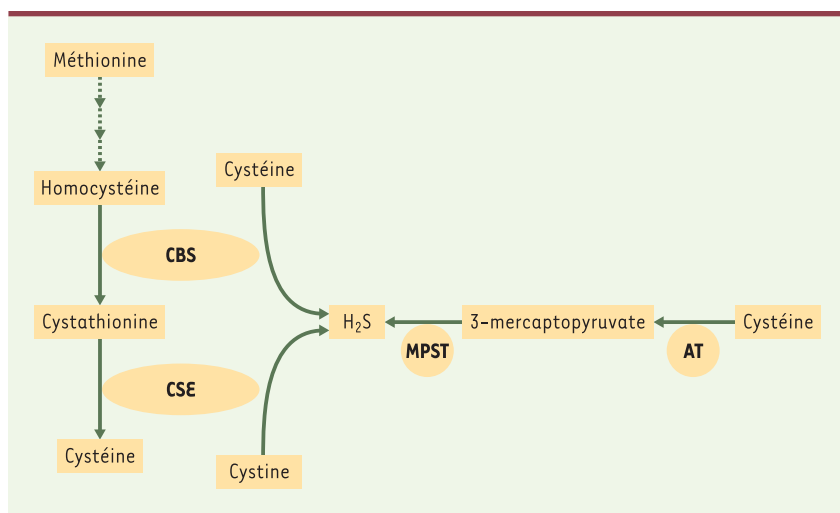 Méthionine
Cystéine
Homocystéine
CBS
Cystathionine
H₂S
3-mercaptopyruvate
Cystéine
MPST
AT
CSE
Cystéine
Cystine